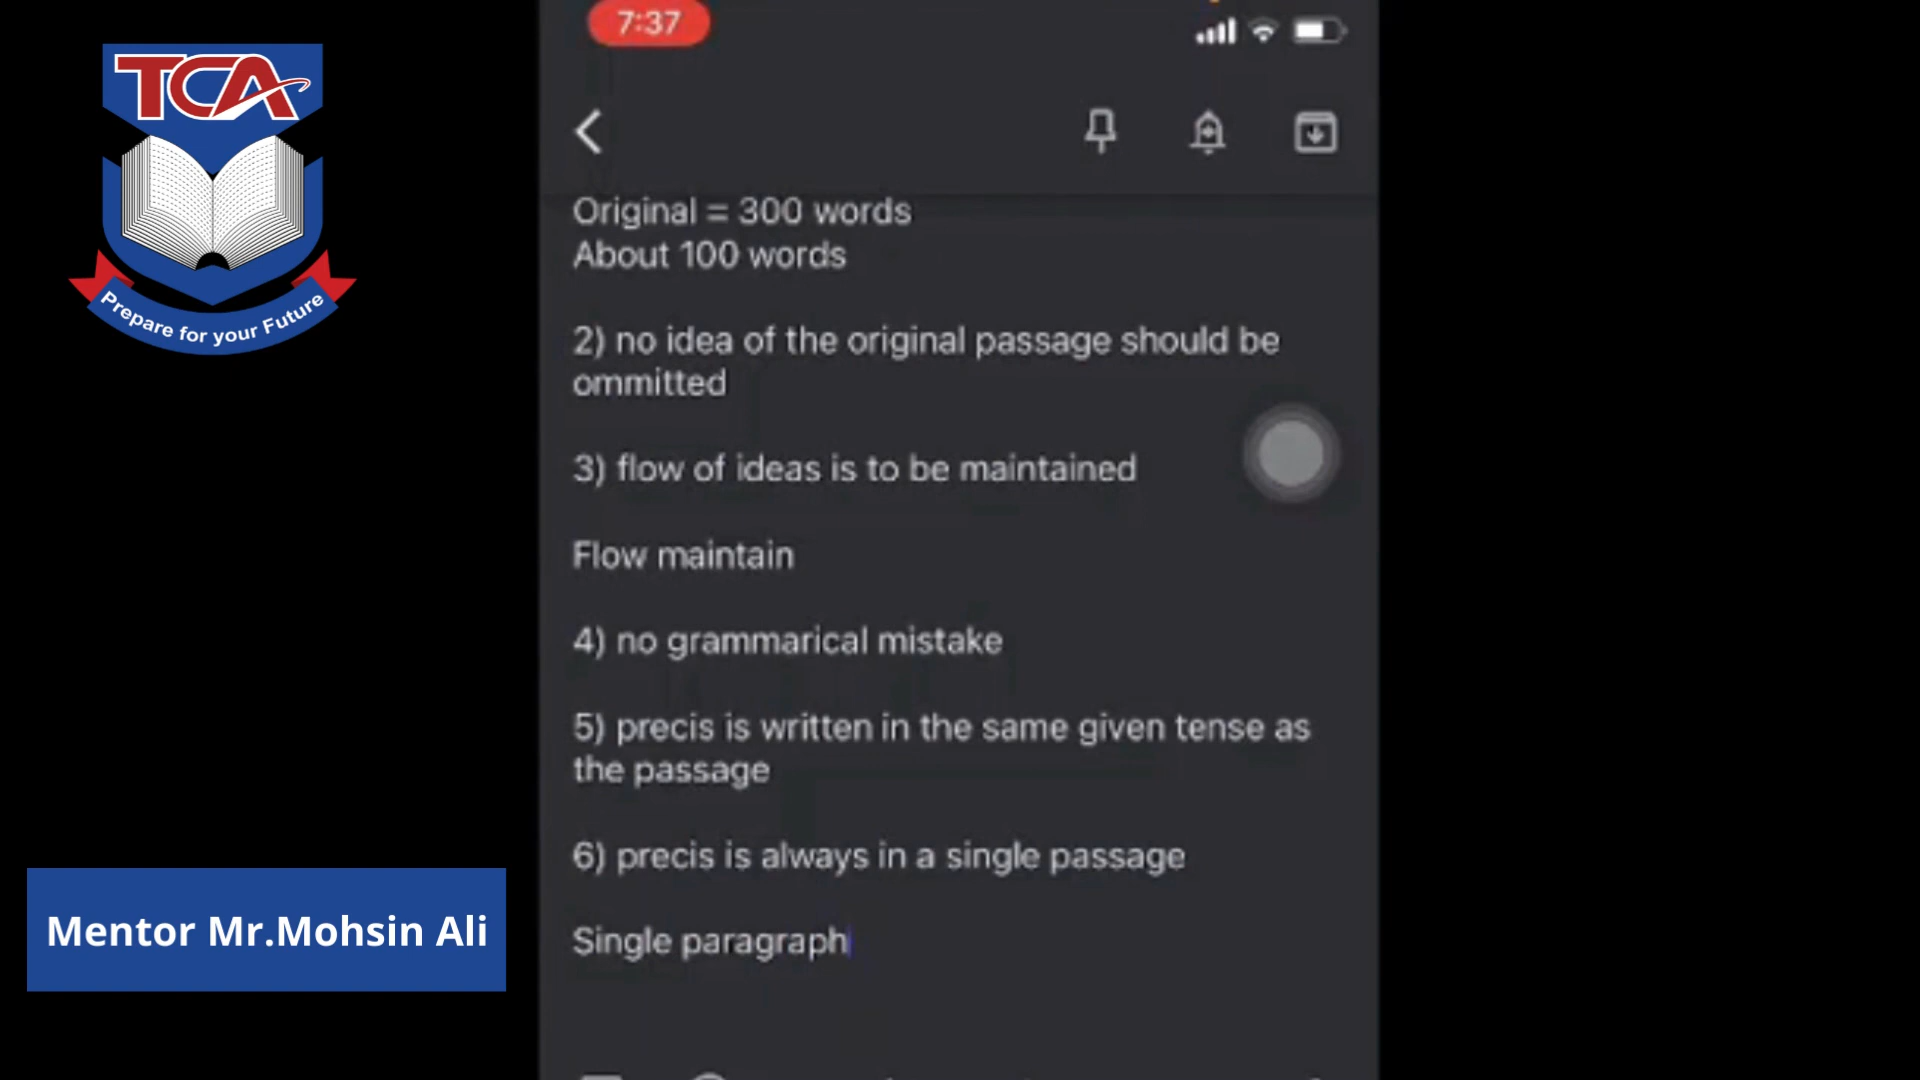 TCA
Prepare for your Future
7:37
Original = 300 words
About 100 words
2) no idea of the original passage should be
ommitted
3) flow of ideas is to be maintained
Flow maintain
4) no grammarical mistake
5) precis is written in the same given tense as
the passage
6) precis is always in a single passage
Single paragraph
Mentor Mr.Mohsin Ali